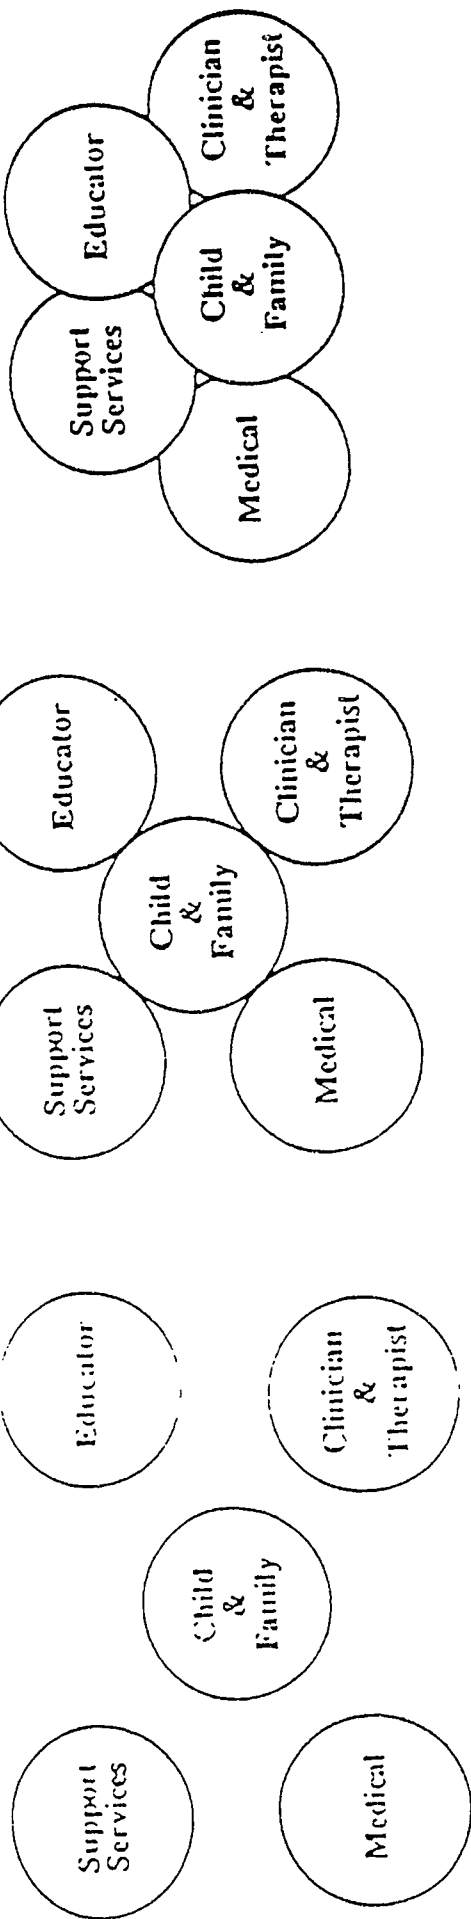 Support
Services
Educator
Child
&
Family
Medical
Clinician
&
Therapist
Support
Services
Educator
Child
&
Family
Medical
Clinician
&
Therapist
Support
Services
Educator
Medical
Child
&
Family
Clinician
&
Therapist